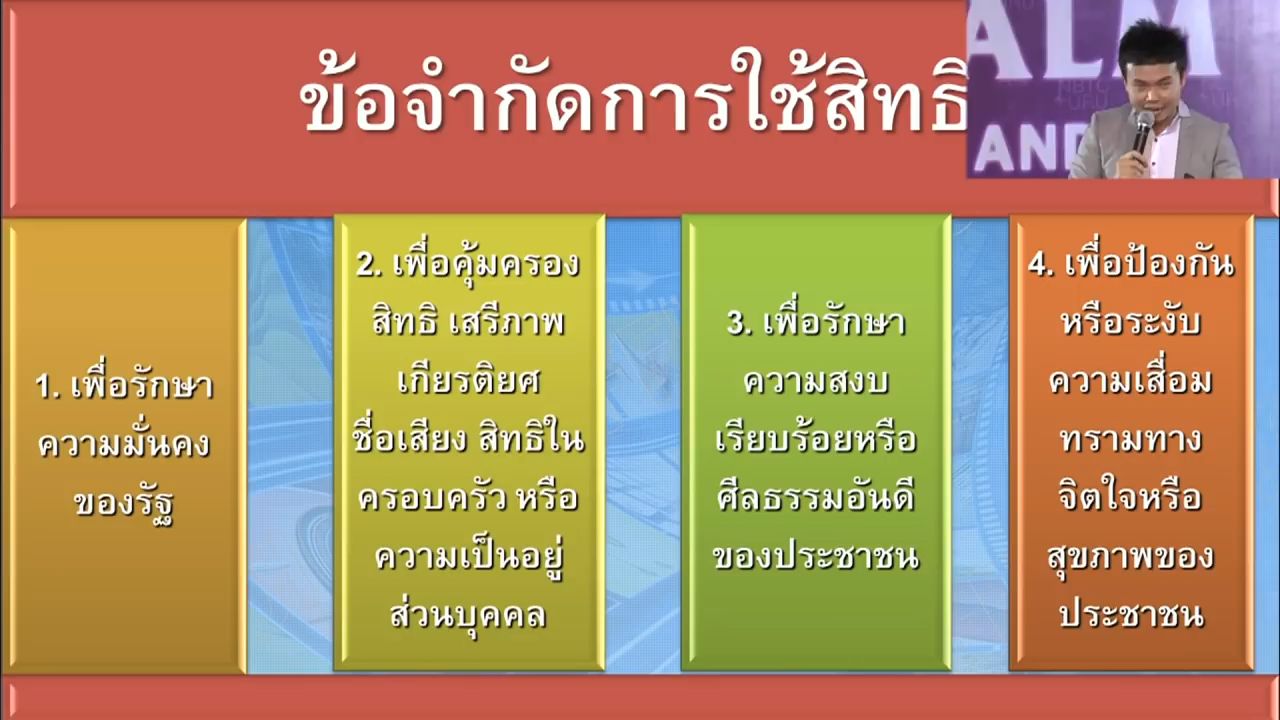 ข้อจำกัดการใช้สิทธิ
ALM
AND
1. เพื่อรักษา
ความมั่นคง
ของรัฐ
2. เพื่อคุ้มครอง
สิทธิ เสรีภาพ
เกียรติยศ
ชื่อเสียง สิทธิใน
ครอบครัว หรือ
ความเป็นอยู่
ส่วนบุคคล
3. เพื่อรักษา
ความสงบ
เรียบร้อยหรือ
ศีลธรรมอันดี
ของประชาชน
4. เพื่อป้องกัน
หรือระงับ
ความเสื่อม
ทรามทาง
จิตใจหรือ
สุขภาพของ
ประชาชน